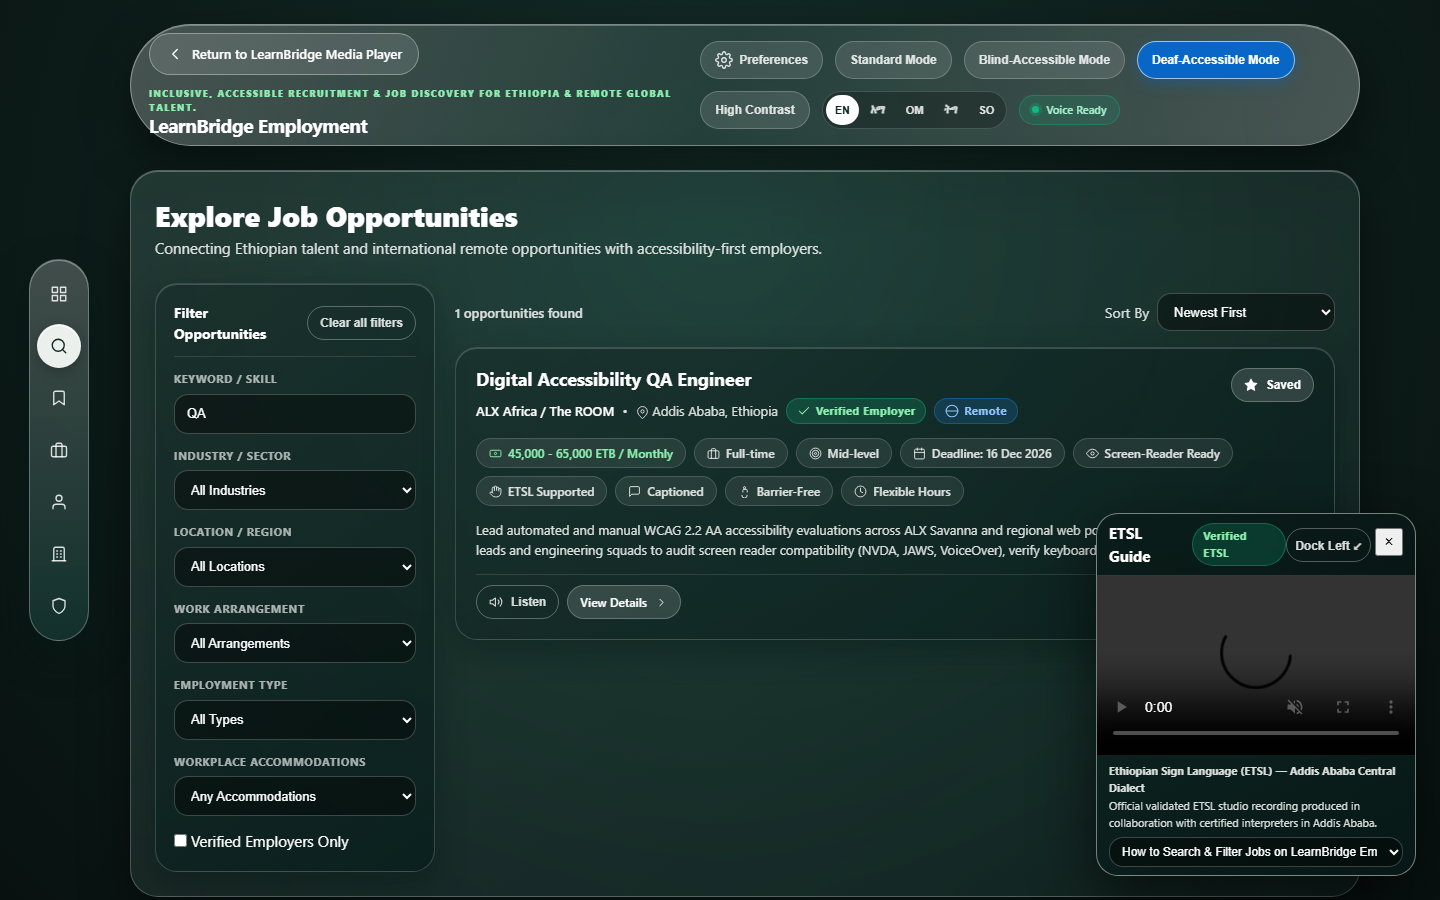 Return to LearnBridge Media Player
INCLUSIVE, ACCESSIBLE RECRUITMENT & JOB DISCOVERY FOR ETHIOPIA & REMOTE GLOBAL
TALENT.
LearnBridge Employment
Preferences
Standard Mode
Blind-Accessible Mode
Deaf-Accessible Mode
High Contrast
EN
OM
SO
Voice Ready
Explore Job Opportunities
Connecting Ethiopian talent and international remote opportunities with accessibility-first employers.
Filter
Opportunities
Clear all filters
KEYWORD / SKILL
QA
INDUSTRY / SECTOR
All Industries
LOCATION / REGION
All Locations
WORK ARRANGEMENT
All Arrangements
EMPLOYMENT TYPE
All Types
WORKPLACE ACCOMMODATIONS
Any Accommodations
Verified Employers Only
1 opportunities found
Sort By
Newest First
Digital Accessibility QA Engineer
Saved
ALX Africa / The ROOM • Addis Ababa, Ethiopia
Verified Employer
Remote
45,000 - 65,000 ETB / Monthly
Full-time
Mid-level
Deadline: 16 Dec 2026
Screen-Reader Ready
ETSL Supported
Captioned
Barrier-Free
Flexible Hours
Lead automated and manual WCAG 2.2 AA accessibility evaluations across ALX Savanna and regional web
leads and engineering squads to audit screen reader compatibility (NVDA, JAWS, VoiceOver), verify keyboard
Listen
View Details
ETSL
Guide
Verified
ETSL
Dock Left ↙
×
0:00
Ethiopian Sign Language (ETSL) — Addis Ababa Central
Dialect
Official validated ETSL studio recording produced in
collaboration with certified interpreters in Addis Ababa.
How to Search & Filter Jobs on LearnBridge Em